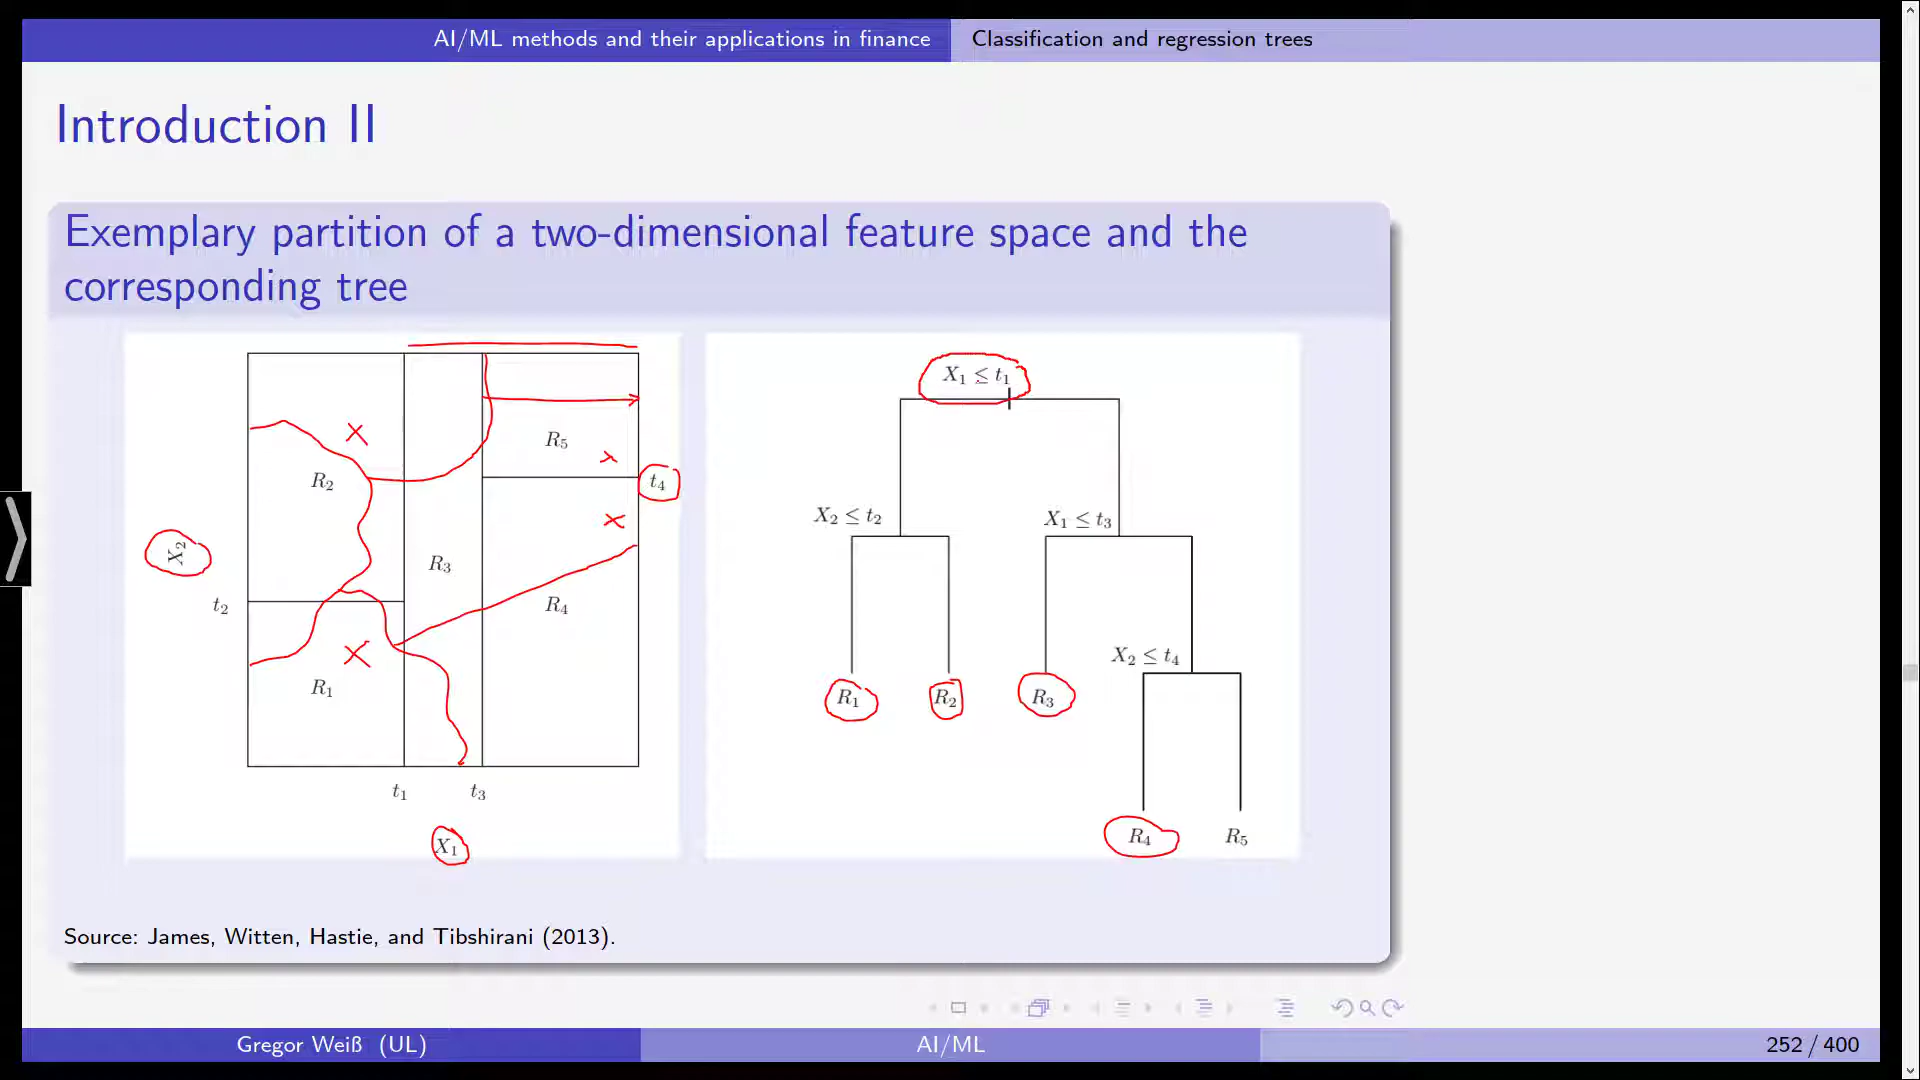 AI/ML methods and their applications in finance Classification and regression trees
Introduction II
Exemplary partition of a two-dimensional feature space and the
corresponding tree
R5
R2
t4
X2
R3
t2
R4
R1
t1 t3
X1
X1 ≤ t1
X2 ≤ t2 X1 ≤ t3
X2 ≤ t4
R1 R2 R3
R4 R5
Source: James, Witten, Hastie, and Tibshirani (2013).
Gregor Weiß (UL) AI/ML 252 / 400